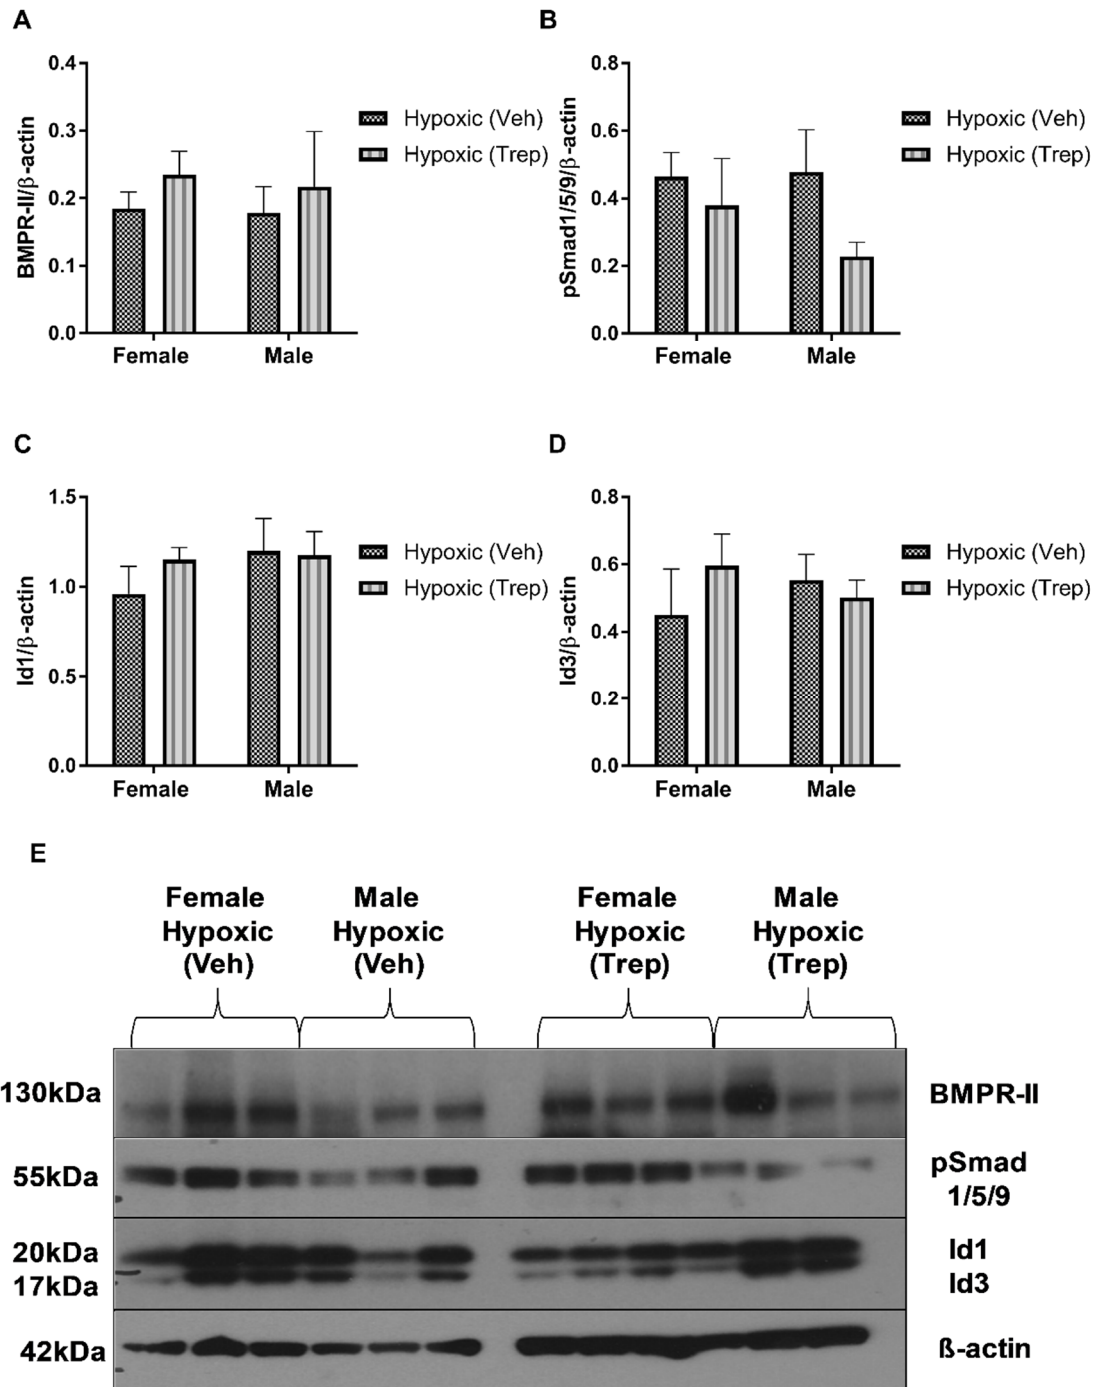 A
0.4
0.3
0.2
0.1
0.0
BMPR-II/β-actin
Female
Male
Hypoxic (Veh)
Hypoxic (Trep)
B
0.8
0.6
0.4
0.2
0.0
pSmad1/5/9/β-actin
Female
Male
Hypoxic (Veh)
Hypoxic (Trep)
C
1.5
1.0
0.5
0.0
Id1/β-actin
Female
Male
Hypoxic (Veh)
Hypoxic (Trep)
D
0.8
0.6
0.4
0.2
0.0
Id3/β-actin
Female
Male
Hypoxic (Veh)
Hypoxic (Trep)
E
Female
Hypoxic
(Veh)
Male
Hypoxic
(Veh)
Female
Hypoxic
(Trep)
Male
Hypoxic
(Trep)
130kDa
BMPR-II
55kDa
pSmad
1/5/9
20kDa
Id1
17kDa
Id3
42kDa
ß-actin